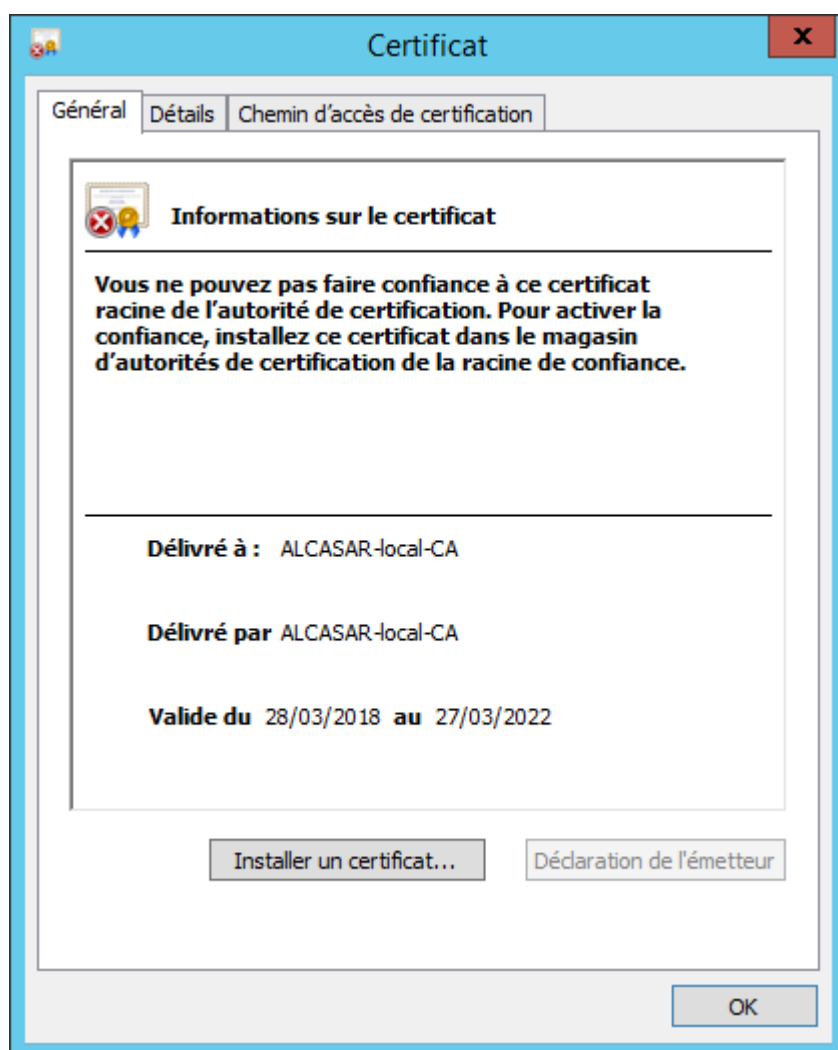 Certificat
x
Général
Détails
Chemin d'accès de certification
Informations sur le certificat
Vous ne pouvez pas faire confiance à ce certificat
racine de l'autorité de certification. Pour activer la
confiance, installez ce certificat dans le magasin
d'autorités de certification de la racine de confiance.
Délivré à : ALCASAR-local-CA
Délivré par ALCASAR-local-CA
Valide du 28/03/2018 au 27/03/2022
Installer un certificat...
Déclaration de l'émetteur
OK